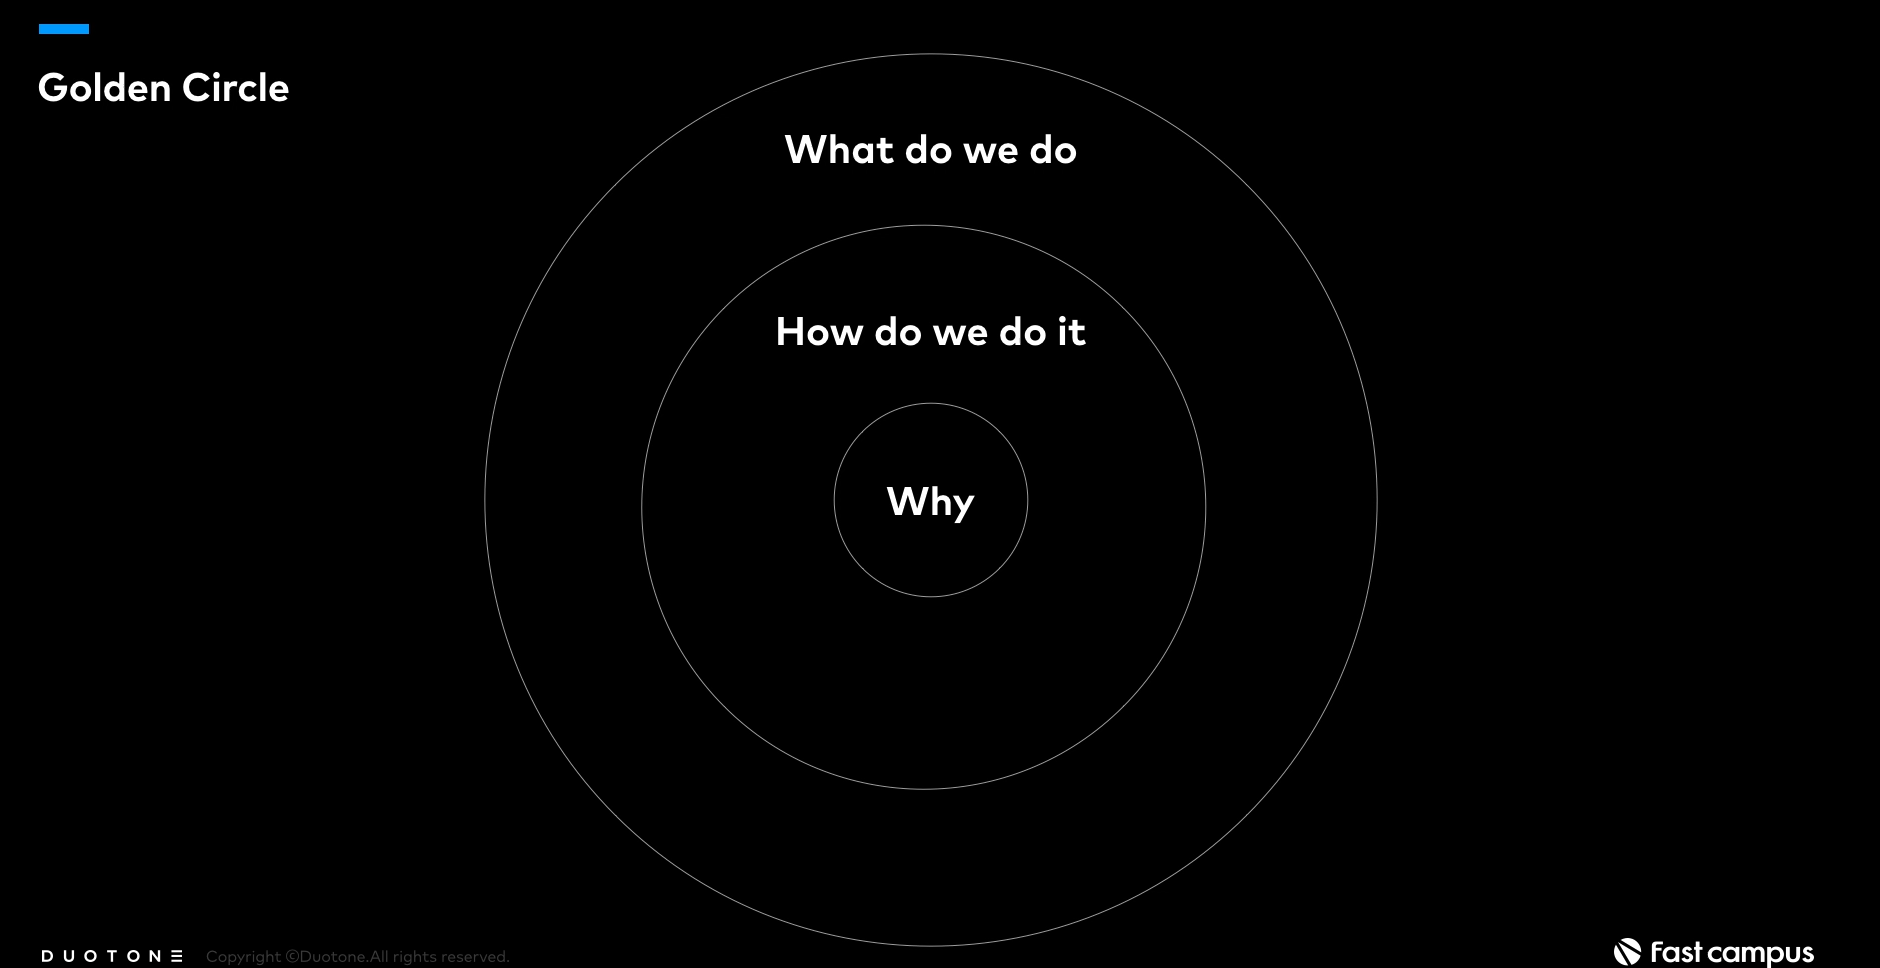 Golden Circle
What do we do
How do we do it
Why
DUOTONE Copyright ©Duotone.All rights reserved.
Fast campus